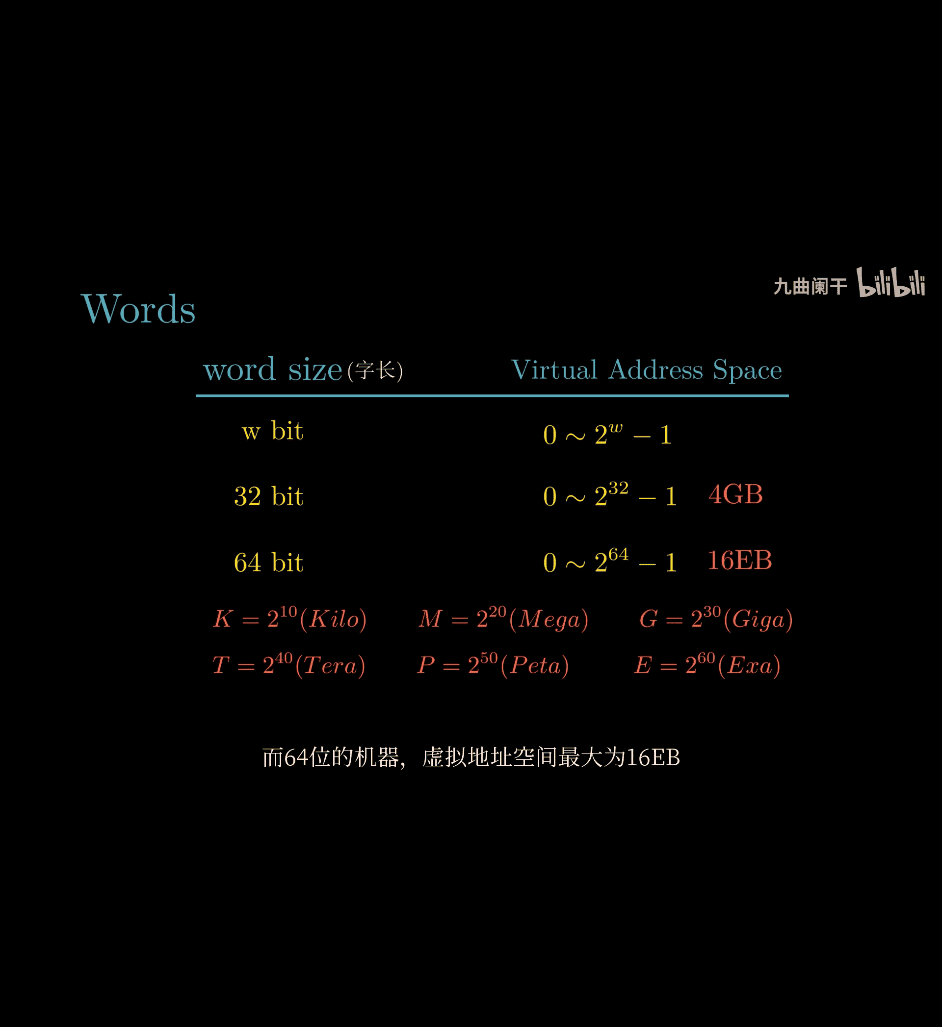 九曲阑干 bilibili
Words
word size(字长) Virtual Address Space
w bit 0 ∼ 2^w − 1
32 bit 0 ∼ 2^32 − 1 4GB
64 bit 0 ∼ 2^64 − 1 16EB
K = 2^10(Kilo) M = 2^20(Mega) G = 2^30(Giga)
T = 2^40(Tera) P = 2^50(Peta) E = 2^60(Exa)
而64位的机器，虚拟地址空间最大为16EB